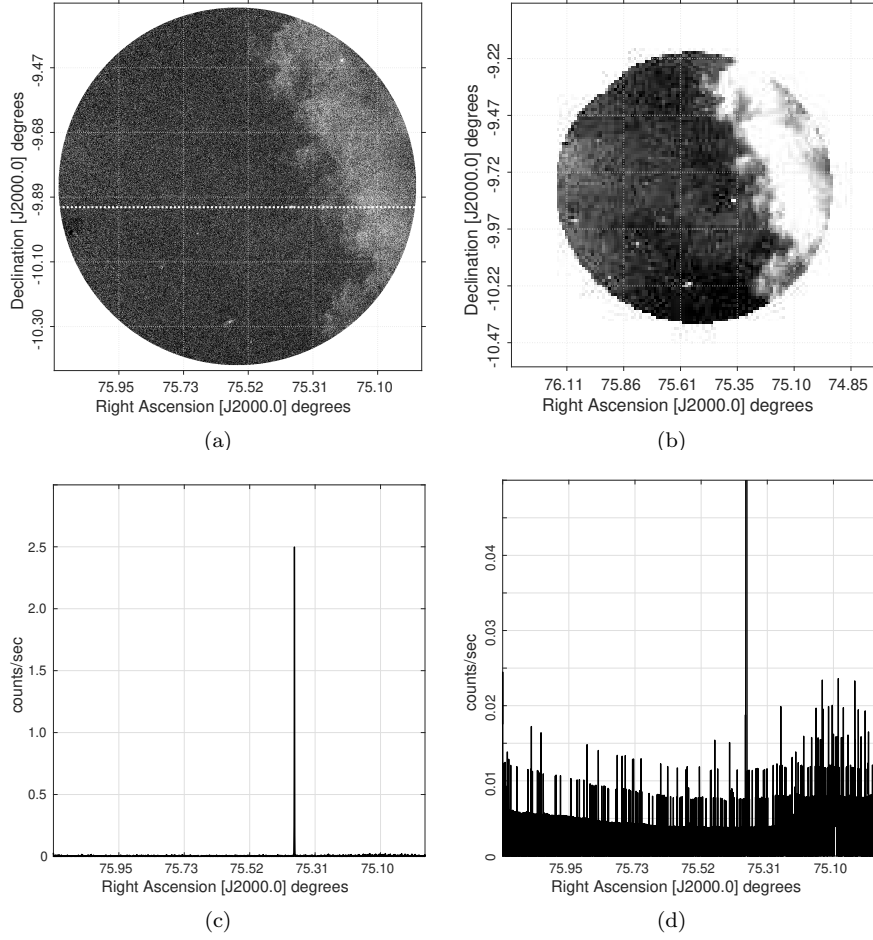 -9.47
-9.68
-9.89
-10.10
-10.30
Declination [J2000.0] degrees
75.95 75.73 75.52 75.31 75.10
Right Ascension [J2000.0] degrees
(a)
-9.22
-9.47
-9.72
-9.97
-10.22
-10.47
Declination [J2000.0] degrees
76.11 75.86 75.61 75.35 75.10 74.85
Right Ascension [J2000.0] degrees
(b)
2.5
2.0
1.5
1.0
0.5
0
counts/sec
75.95 75.73 75.52 75.31 75.10
Right Ascension [J2000.0] degrees
(c)
0.04
0.03
0.02
0.01
0
counts/sec
75.95 75.73 75.52 75.31 75.10
Right Ascension [J2000.0] degrees
(d)